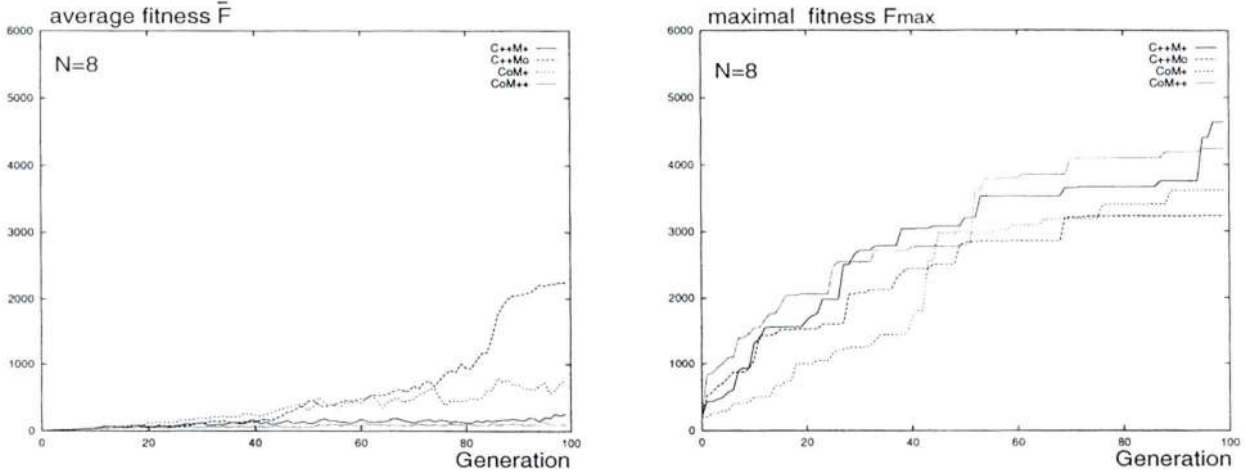 average fitness F̄
6000
5000
4000
3000
2000
1000
0
N=8
C++M+
C++Mo
CoM+
CoM++
0 20 40 60 80 100
Generation
maximal fitness Fmax
6000
5000
4000
3000
2000
1000
0
N=8
C++M+
C++Mo
CoM+
CoM++
0 20 40 60 80 100
Generation